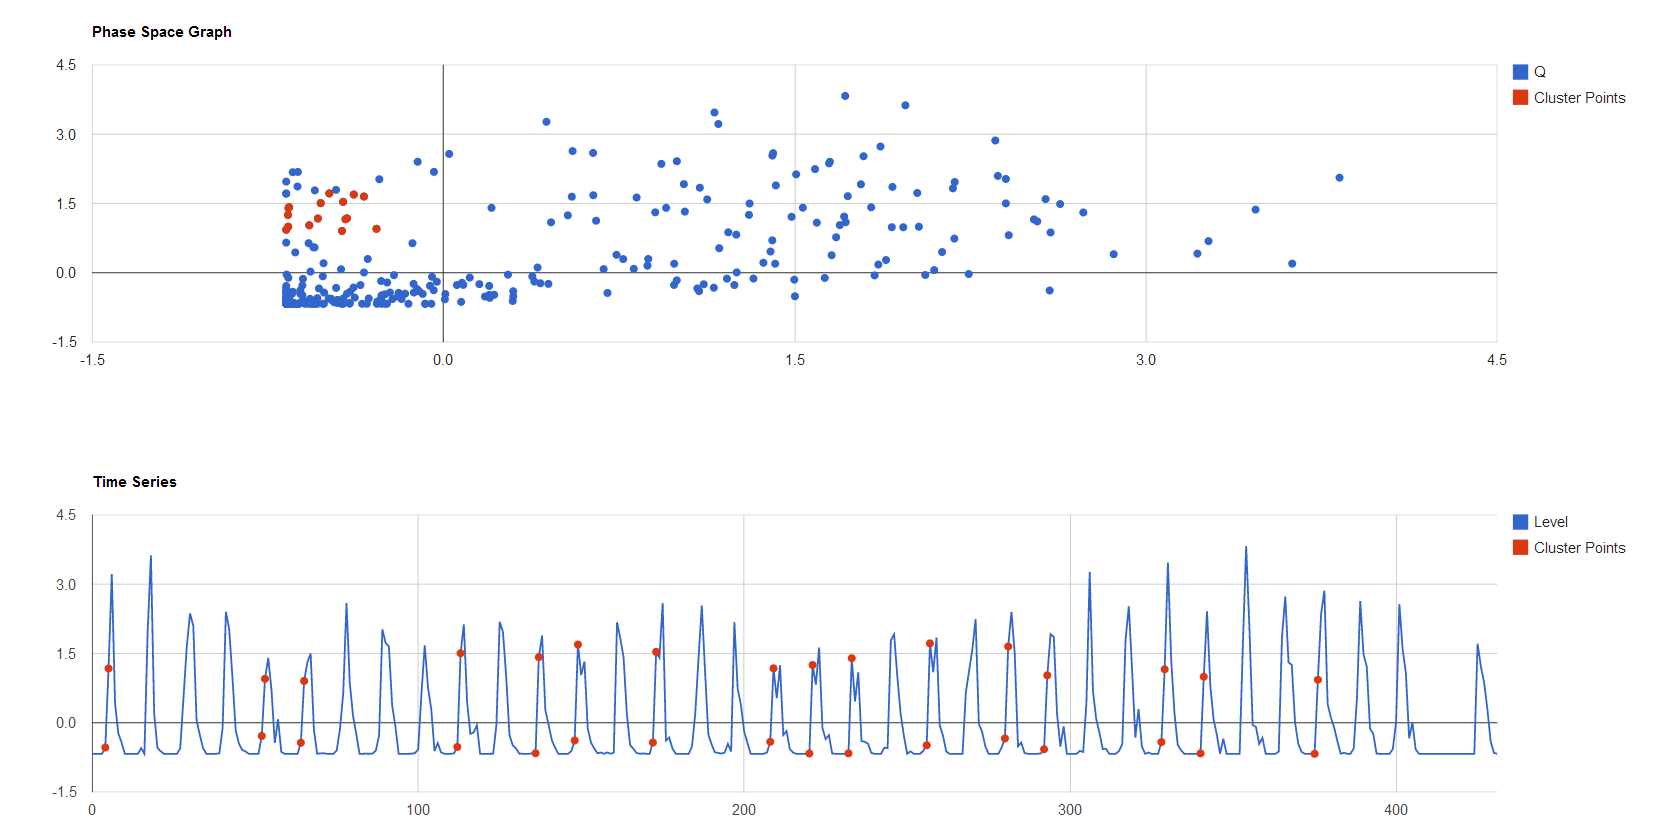 Phase Space Graph
4.5
3.0
1.5
0.0
-1.5
-1.5 0.0 1.5 3.0 4.5
Q
Cluster Points
Time Series
4.5
3.0
1.5
0.0
-1.5
0 100 200 300 400
Level
Cluster Points